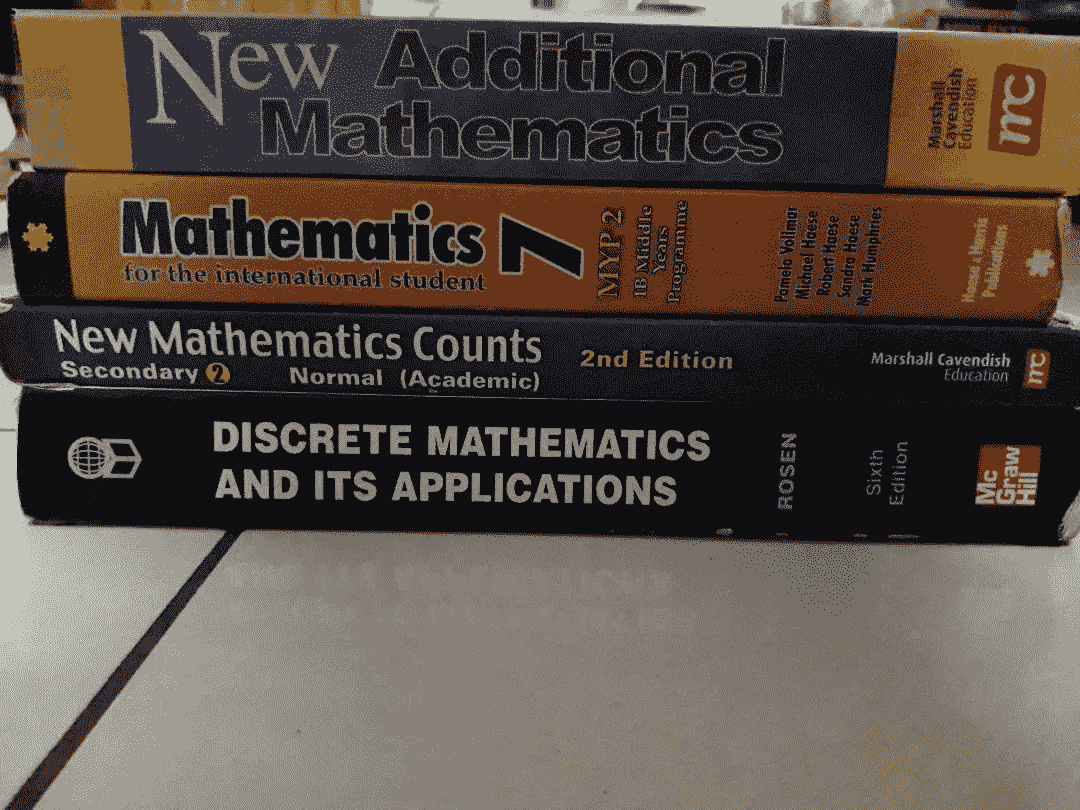 New Additional
Mathematics
Marshall
Cavendish
Education
mc
Mathematics 7
for the international student
MYP 2
IB Middle
Years
Programme
Pamela Vollmar
Michael Haese
Robert Haese
Sandra Haese
Mark Humphries
Haese & Harris
Publications
New Mathematics Counts
Secondary 2 Normal (Academic)
2nd Edition
Marshall Cavendish
Education
mc
DISCRETE MATHEMATICS
AND ITS APPLICATIONS
ROSEN
Sixth
Edition
Mc
Graw
Hill